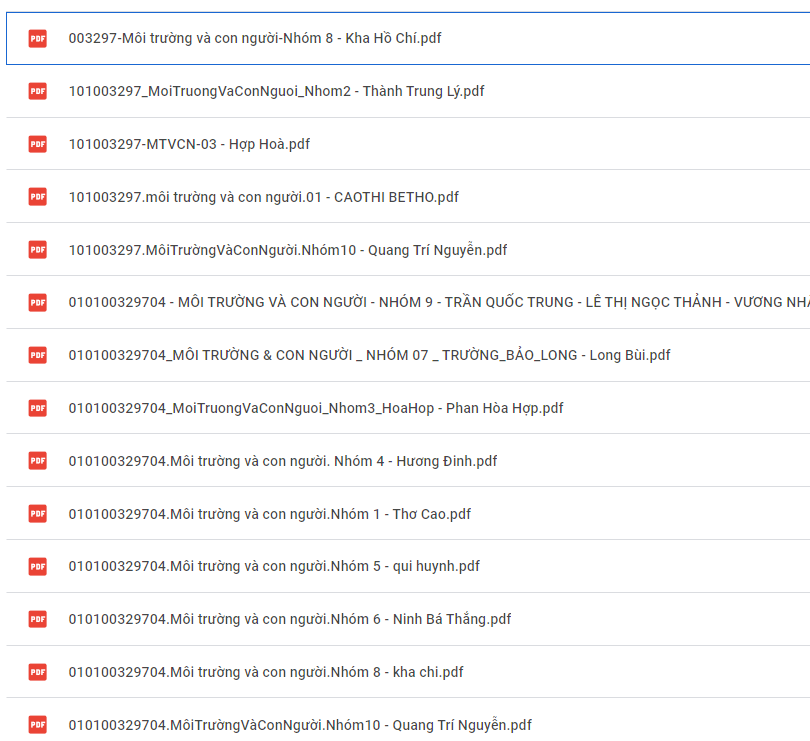 PDF 003297-Môi trường và con người-Nhóm 8 - Kha Hồ Chí.pdf
PDF 101003297_MoiTruongVaConNguoi_Nhom2 - Thành Trung Lý.pdf
PDF 101003297-MTVCN-03 - Hợp Hoà.pdf
PDF 101003297.môi trường và con người.01 - CAOTHI BETHO.pdf
PDF 101003297.MôiTrườngVàConNgười.Nhóm10 - Quang Trí Nguyễn.pdf
PDF 010100329704 - MÔI TRƯỜNG VÀ CON NGƯỜI - NHÓM 9 - TRẦN QUỐC TRUNG - LÊ THỊ NGỌC THẢNH - VƯƠNG NHA
PDF 010100329704_MÔI TRƯỜNG & CON NGƯỜI _ NHÓM 07 _ TRƯỜNG_BẢO_LONG - Long Bùi.pdf
PDF 010100329704_MoiTruongVaConNguoi_Nhom3_HoaHop - Phan Hòa Hợp.pdf
PDF 010100329704.Môi trường và con người. Nhóm 4 - Hương Đinh.pdf
PDF 010100329704.Môi trường và con người.Nhóm 1 - Thơ Cao.pdf
PDF 010100329704.Môi trường và con người.Nhóm 5 - qui huynh.pdf
PDF 010100329704.Môi trường và con người.Nhóm 6 - Ninh Bá Thắng.pdf
PDF 010100329704.Môi trường và con người.Nhóm 8 - kha chi.pdf
PDF 010100329704.MôiTrườngVàConNgười.Nhóm10 - Quang Trí Nguyễn.pdf